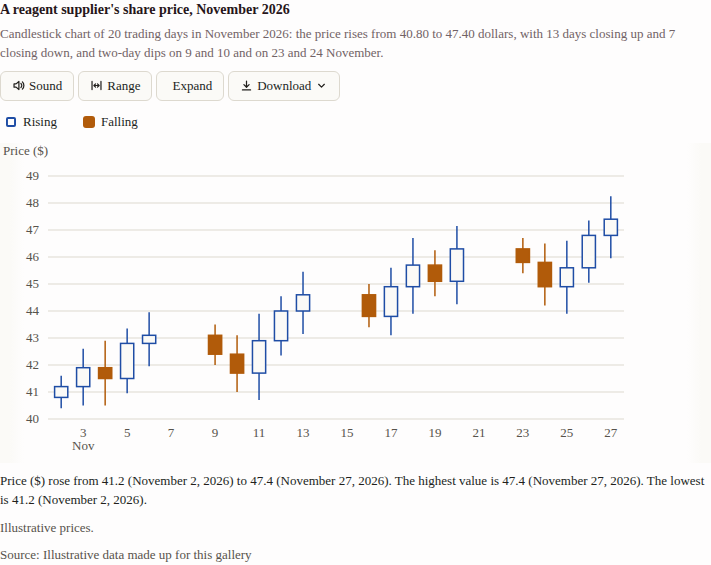 A reagent supplier's share price, November 2026
Candlestick chart of 20 trading days in November 2026: the price rises from 40.80 to 47.40 dollars, with 13 days closing up and 7
closing down, and two-day dips on 9 and 10 and on 23 and 24 November.
Sound
Range
Expand
Download
Rising
Falling
Price ($)
49
48
47
46
45
44
43
42
41
40
3 5 7 9 11 13 15 17 19 21 23 25 27
Nov
Price ($) rose from 41.2 (November 2, 2026) to 47.4 (November 27, 2026). The highest value is 47.4 (November 27, 2026). The lowest
is 41.2 (November 2, 2026).
Illustrative prices.
Source: Illustrative data made up for this gallery